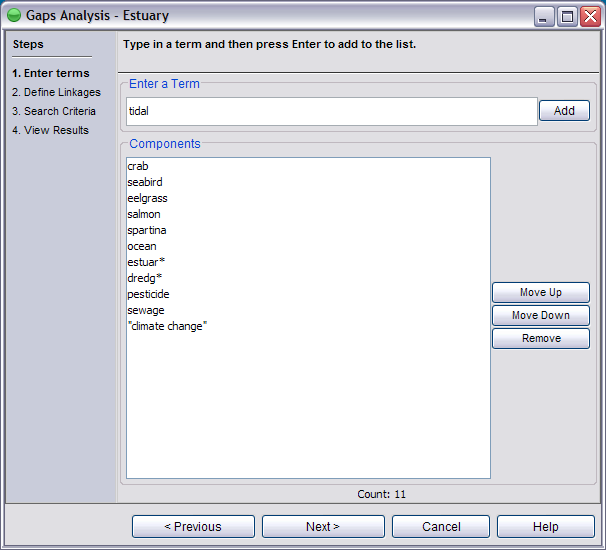 Gaps Analysis - Estuary
Steps
1. Enter terms
2. Define Linkages
3. Search Criteria
4. View Results
Type in a term and then press Enter to add to the list.
Enter a Term
tidal
Add
Components
crab
seabird
eelgrass
salmon
spartina
ocean
estuar*
dredg*
pesticide
sewage
"climate change"
Move Up
Move Down
Remove
Count: 11
< Previous
Next >
Cancel
Help